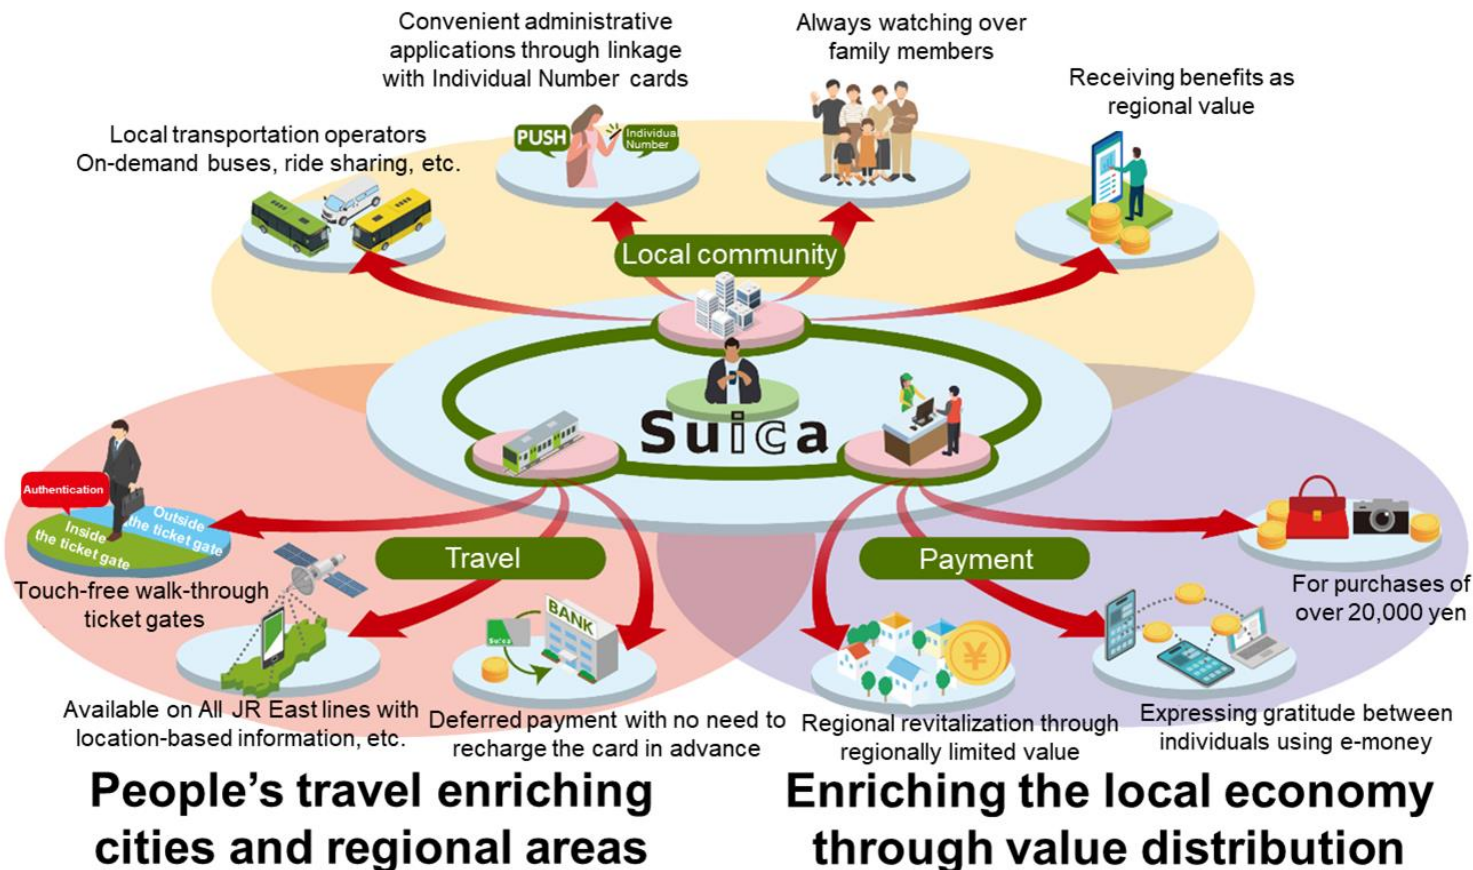 Convenient administrative
applications through linkage
with Individual Number cards
Always watching over
family members
Receiving benefits as
regional value
Local transportation operators
On-demand buses, ride sharing, etc.
PUSH
Individual
Number
Local community
Suica
Authentication
Inside
the ticket gate
Outside
the ticket gate
Travel
Payment
Touch-free walk-through
ticket gates
For purchases of
over 20,000 yen
Suica
BANK
¥
Available on All JR East lines with
location-based information, etc.
Deferred payment with no need to
recharge the card in advance
Regional revitalization through
regionally limited value
Expressing gratitude between
individuals using e-money
People's travel enriching
cities and regional areas
Enriching the local economy
through value distribution